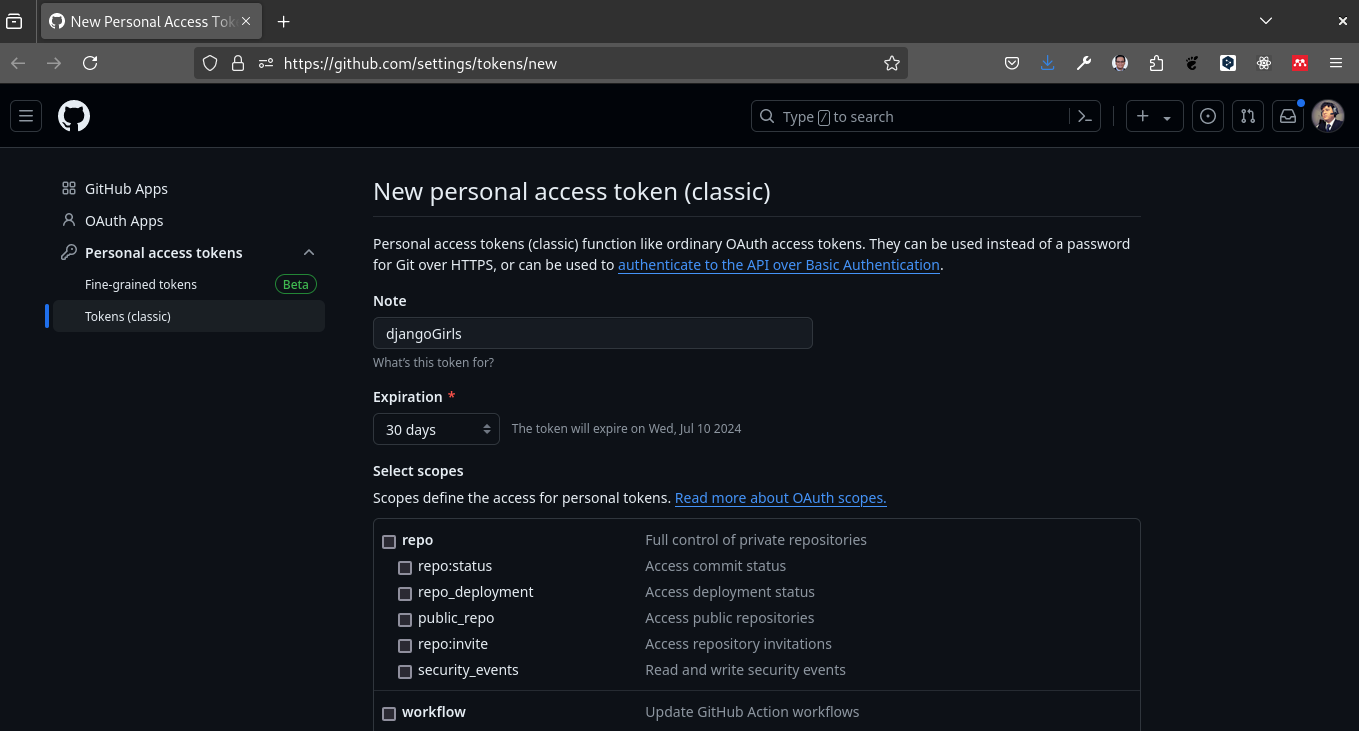 New Personal Access Tok
https://github.com/settings/tokens/new
Type / to search
GitHub Apps
OAuth Apps
Personal access tokens
Fine-grained tokens Beta
Tokens (classic)
New personal access token (classic)
Personal access tokens (classic) function like ordinary OAuth access tokens. They can be used instead of a password
for Git over HTTPS, or can be used to authenticate to the API over Basic Authentication.
Note
djangoGirls
What's this token for?
Expiration *
30 days The token will expire on Wed, Jul 10 2024
Select scopes
Scopes define the access for personal tokens. Read more about OAuth scopes.
repo Full control of private repositories
repo:status Access commit status
repo_deployment Access deployment status
public_repo Access public repositories
repo:invite Access repository invitations
security_events Read and write security events
workflow Update GitHub Action workflows